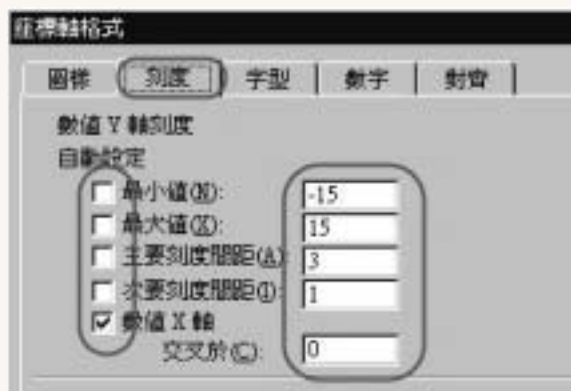 座標軸格式
圖樣 刻度 字型 數字 對齊
數值 Y 軸刻度
自動設定
最小值(N): -15
最大值(X): 15
主要刻度間距(A) 3
次要刻度間距(I): 1
數值 X 軸
交叉於(C): 0